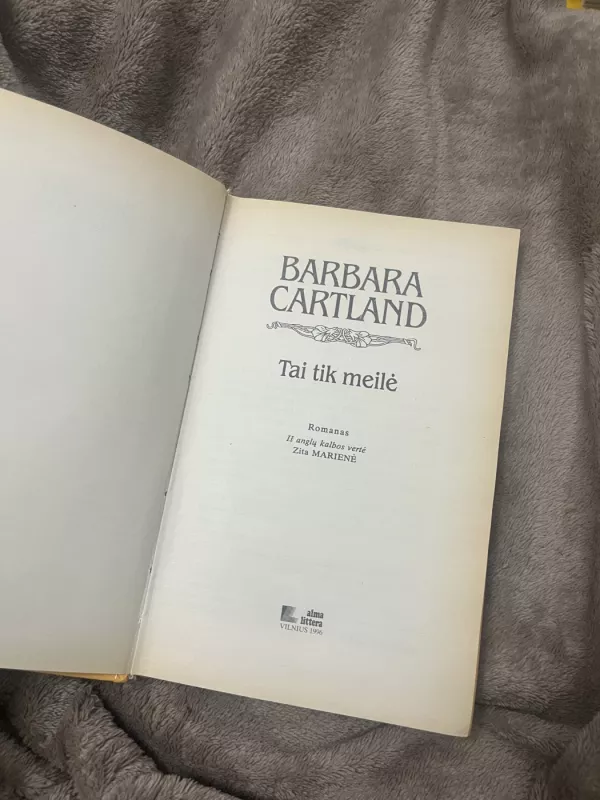 BARBARA
CARTLAND
Tai tik meilė
Romanas
Iš anglų kalbos vertė
Zita MARIENĖ
alma
littera
VILNIUS 1996